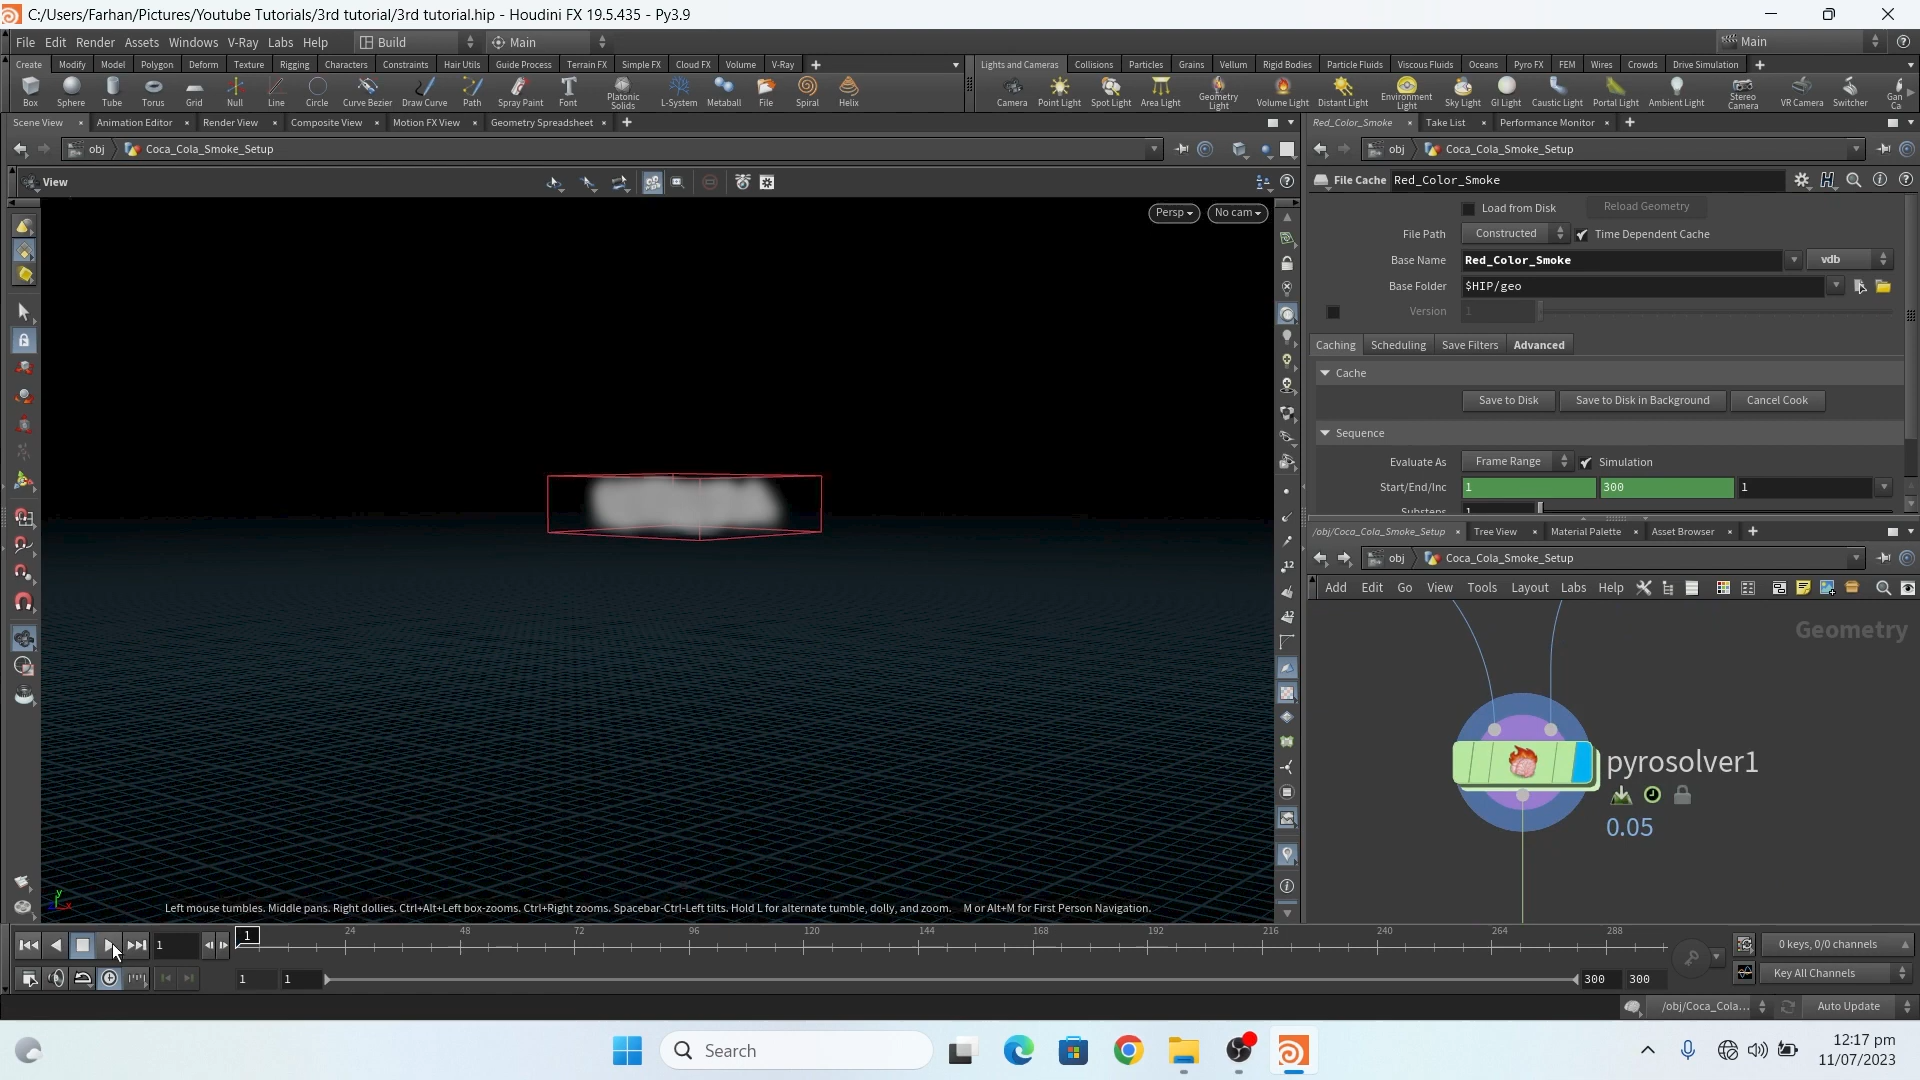 C:/Users/Farhan/Pictures/Youtube Tutorials/3rd tutorial/3rd tutorial.hip - Houdini FX 19.5.435 - Py3.9
File Edit Render Assets Windows V-Ray Labs Help Build Main Main
Create Modify Model Polygon Deform Texture Rigging Characters Constraints Hair Utils Guide Process Terrain FX Simple FX Cloud FX Volume V-Ray
Lights and Cameras Collisions Particles Grains Vellum Rigid Bodies Particle Fluids Viscous Fluids Oceans Pyro FX FEM Wires Crowds Drive Simulation
Box Sphere Tube Torus Grid Null Line Circle Curve Bezier Draw Curve Path Spray Paint Font Platonic Solids L-System Metaball File Spiral Helix
Camera Point Light Spot Light Area Light Geometry Light Volume Light Distant Light Environment Light Sky Light GI Light Caustic Light Portal Light Ambient Light Stereo Camera VR Camera Switcher Gan Ca
Scene View Animation Editor Render View Composite View Motion FX View Geometry Spreadsheet
Red_Color_Smoke Take List Performance Monitor
obj Coca_Cola_Smoke_Setup
obj Coca_Cola_Smoke_Setup
View
Persp No cam
File Cache Red_Color_Smoke
Load from Disk Reload Geometry
File Path Constructed Time Dependent Cache
Base Name Red_Color_Smoke vdb
Base Folder $HIP/geo
Version 1
Caching Scheduling Save Filters Advanced
Cache
Save to Disk Save to Disk in Background Cancel Cook
Sequence
Evaluate As Frame Range Simulation
Start/End/Inc 1 300 1
Substeps 1
/obj/Coca_Cola_Smoke_Setup Tree View Material Palette Asset Browser
obj Coca_Cola_Smoke_Setup
Add Edit Go View Tools Layout Labs Help
Geometry
pyrosolver1
0.05
Left mouse tumbles. Middle pans. Right dollies. Ctrl+Alt+Left box-zooms. Ctrl+Right zooms. Spacebar-Ctrl-Left tilts. Hold L for alternate tumble, dolly, and zoom. M or Alt+M for First Person Navigation.
1 1 24 48 72 96 120 144 168 192 216 240 264 288
0 keys, 0/0 channels
1 1 300 300
Key All Channels
/obj/Coca_Cola... Auto Update
Search
12:17 pm
11/07/2023